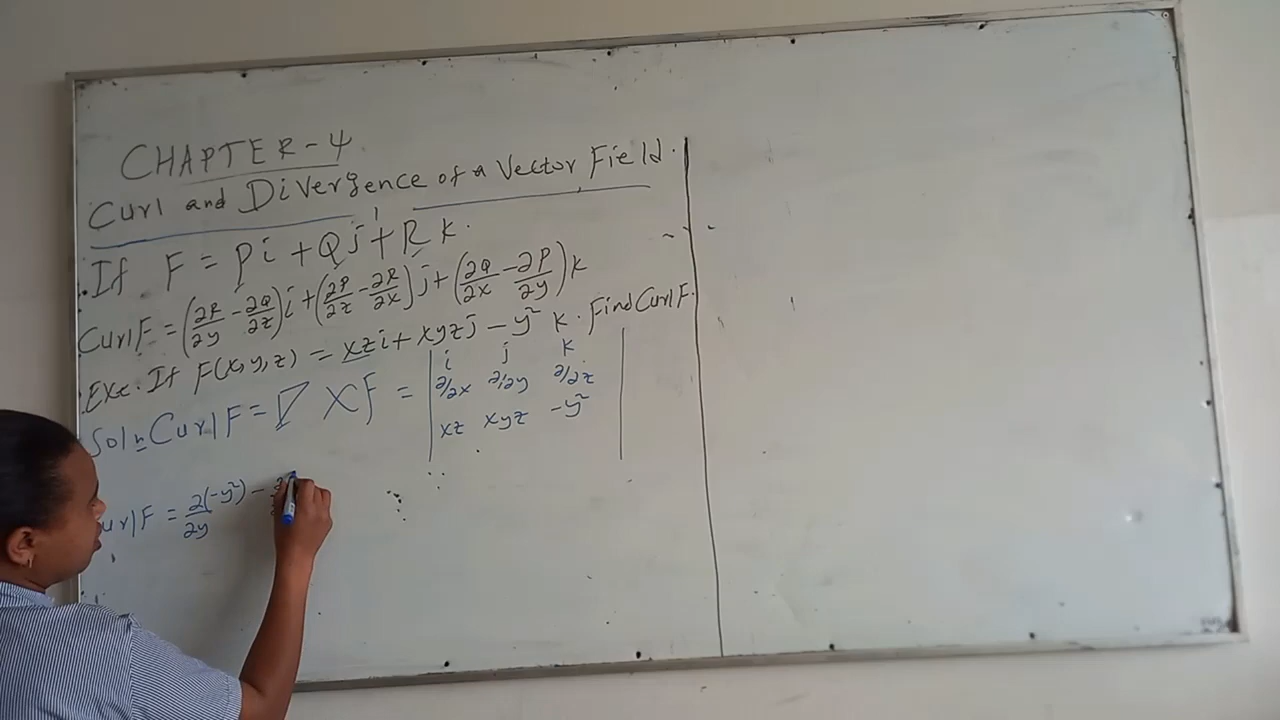 CHAPTER-4
Curl and Divergence of a Vector Field.
If F = Pi + Qj + Rk.
Curl F = (∂R/∂y - ∂Q/∂z)i + (∂P/∂z - ∂R/∂x)j + (∂Q/∂x - ∂P/∂y)k
Exe. If F(x,y,z) = xzi + xyzj - y² k. Find Curl F.
Soln Curl F = ∇ X F = | i j k |
∂/∂x ∂/∂y ∂/∂z
xz xyz -y²
url F = ∂(-y²)/∂y -